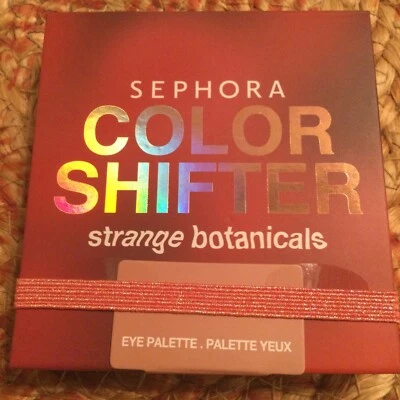 SEPHORA
COLOR
SHIFTER
strange botanicals
EYE PALETTE . PALETTE YEUX